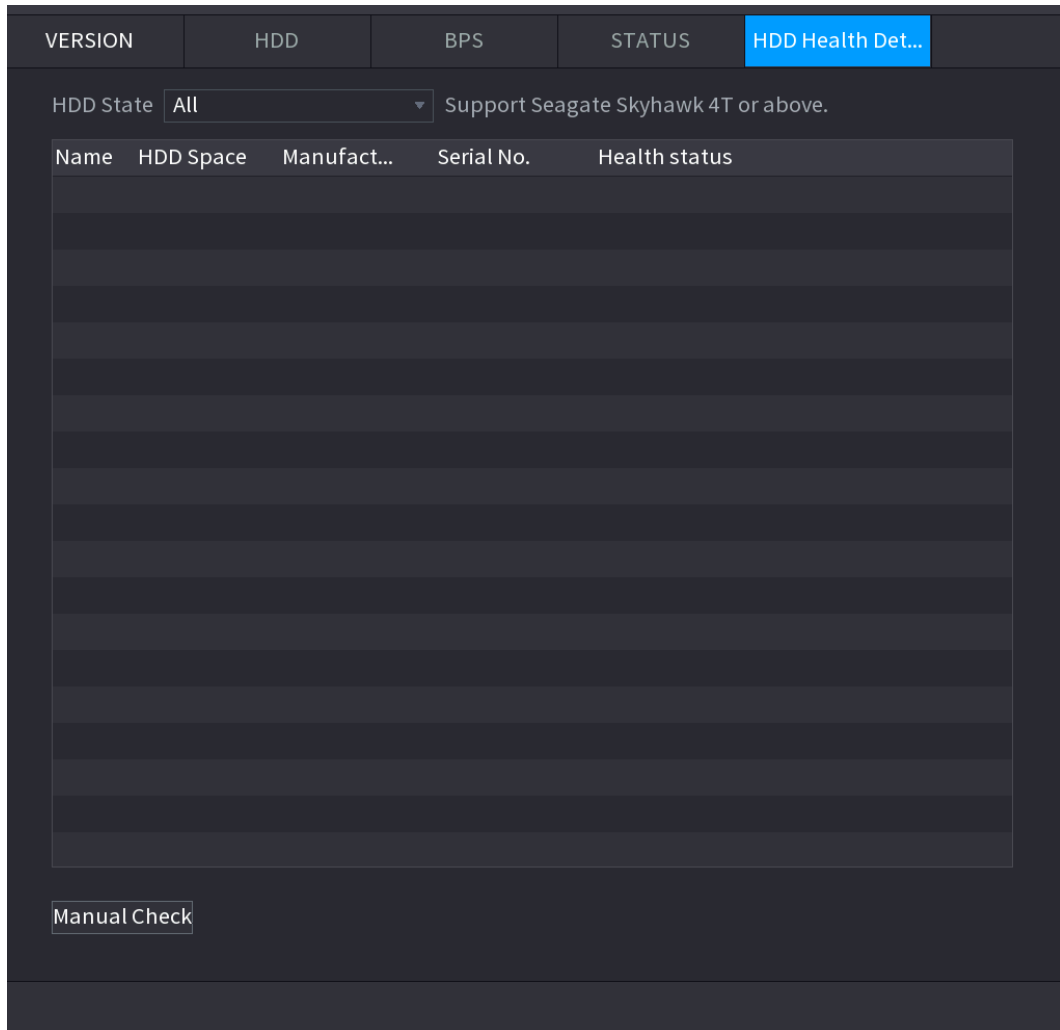 VERSION HDD BPS STATUS HDD Health Det...
HDD State All Support Seagate Skyhawk 4T or above.
Name HDD Space Manufact... Serial No. Health status
Manual Check